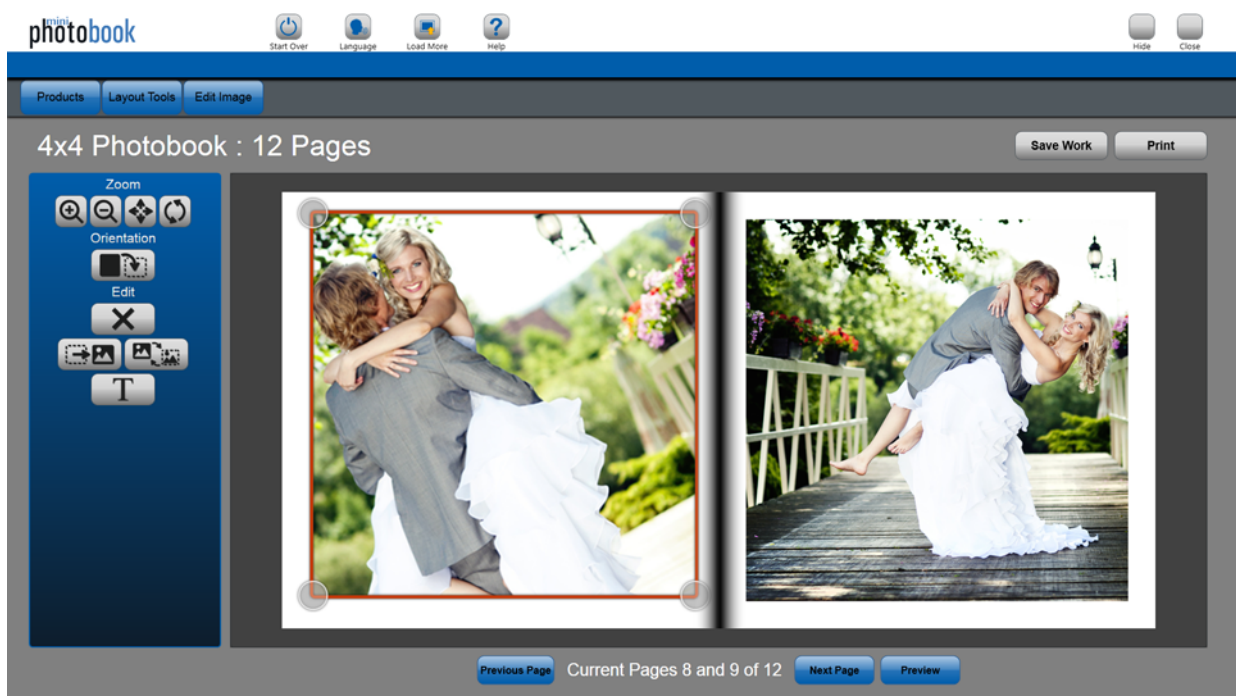 mini
photobook
Start Over
Language
Load More
Help
Hide
Close
Products
Layout Tools
Edit Image
4x4 Photobook : 12 Pages
Save Work
Print
Zoom
Orientation
Edit
T
Previous Page
Current Pages 8 and 9 of 12
Next Page
Preview